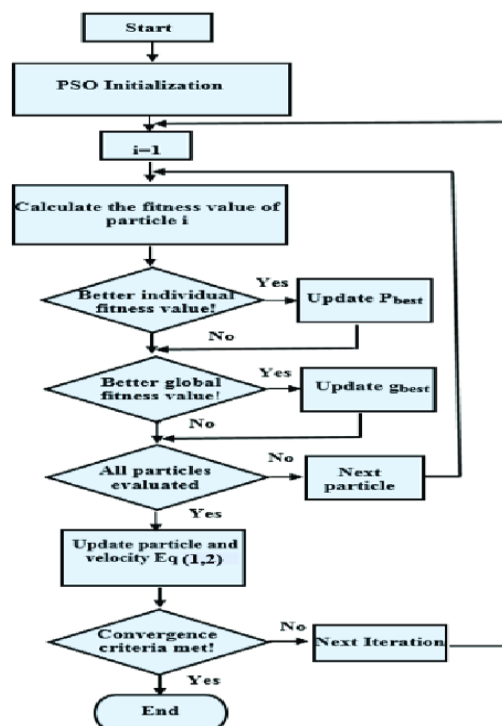 Start
PSO Initialization
i=1
Calculate the fitness value of
particle i
Better individual
fitness value!
Yes
Update Pbest
No
Better global
fitness value!
Yes
Update gbest
No
All particles
evaluated
No
Next
particle
Yes
Update particle and
velocity Eq (1,2)
Convergence
criteria met!
No
Next Iteration
Yes
End